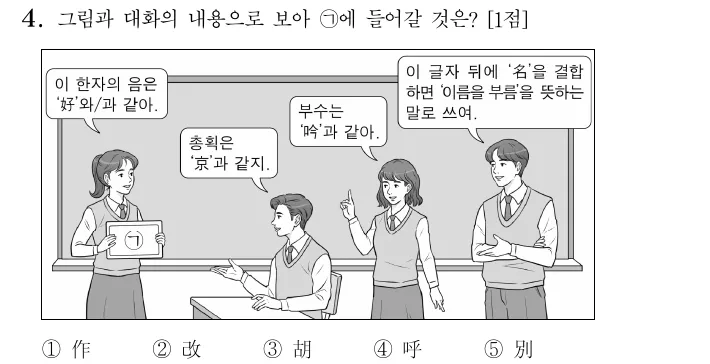 4. 그림과 대화의 내용으로 보아 ㉠에 들어갈 것은? [1점]
이 한자의 음은
‘好’와/과 같아.
총획은
‘京’과 같지.
부수는
‘吟’과 같아.
이 글자 뒤에 ‘名’을 결합
하면 ‘이름을 부름’을 뜻하는
말로 쓰여.
㉠
① 作 ② 改 ③ 胡 ④ 呼 ⑤ 別